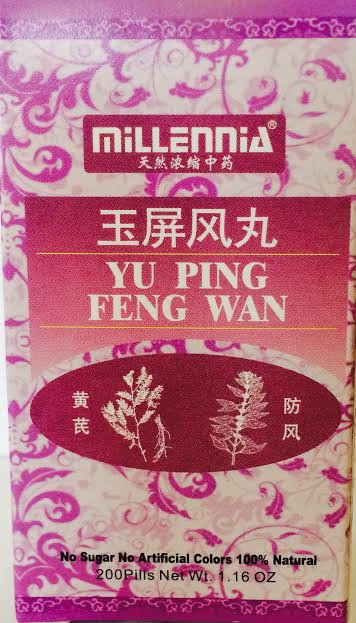 MiLLENNiA®
天然浓缩中药
玉屏风丸
YU PING
FENG WAN
黄芪
防风
No Sugar No Artificial Colors 100% Natural
200Pills Net Wt. 1.16 OZ